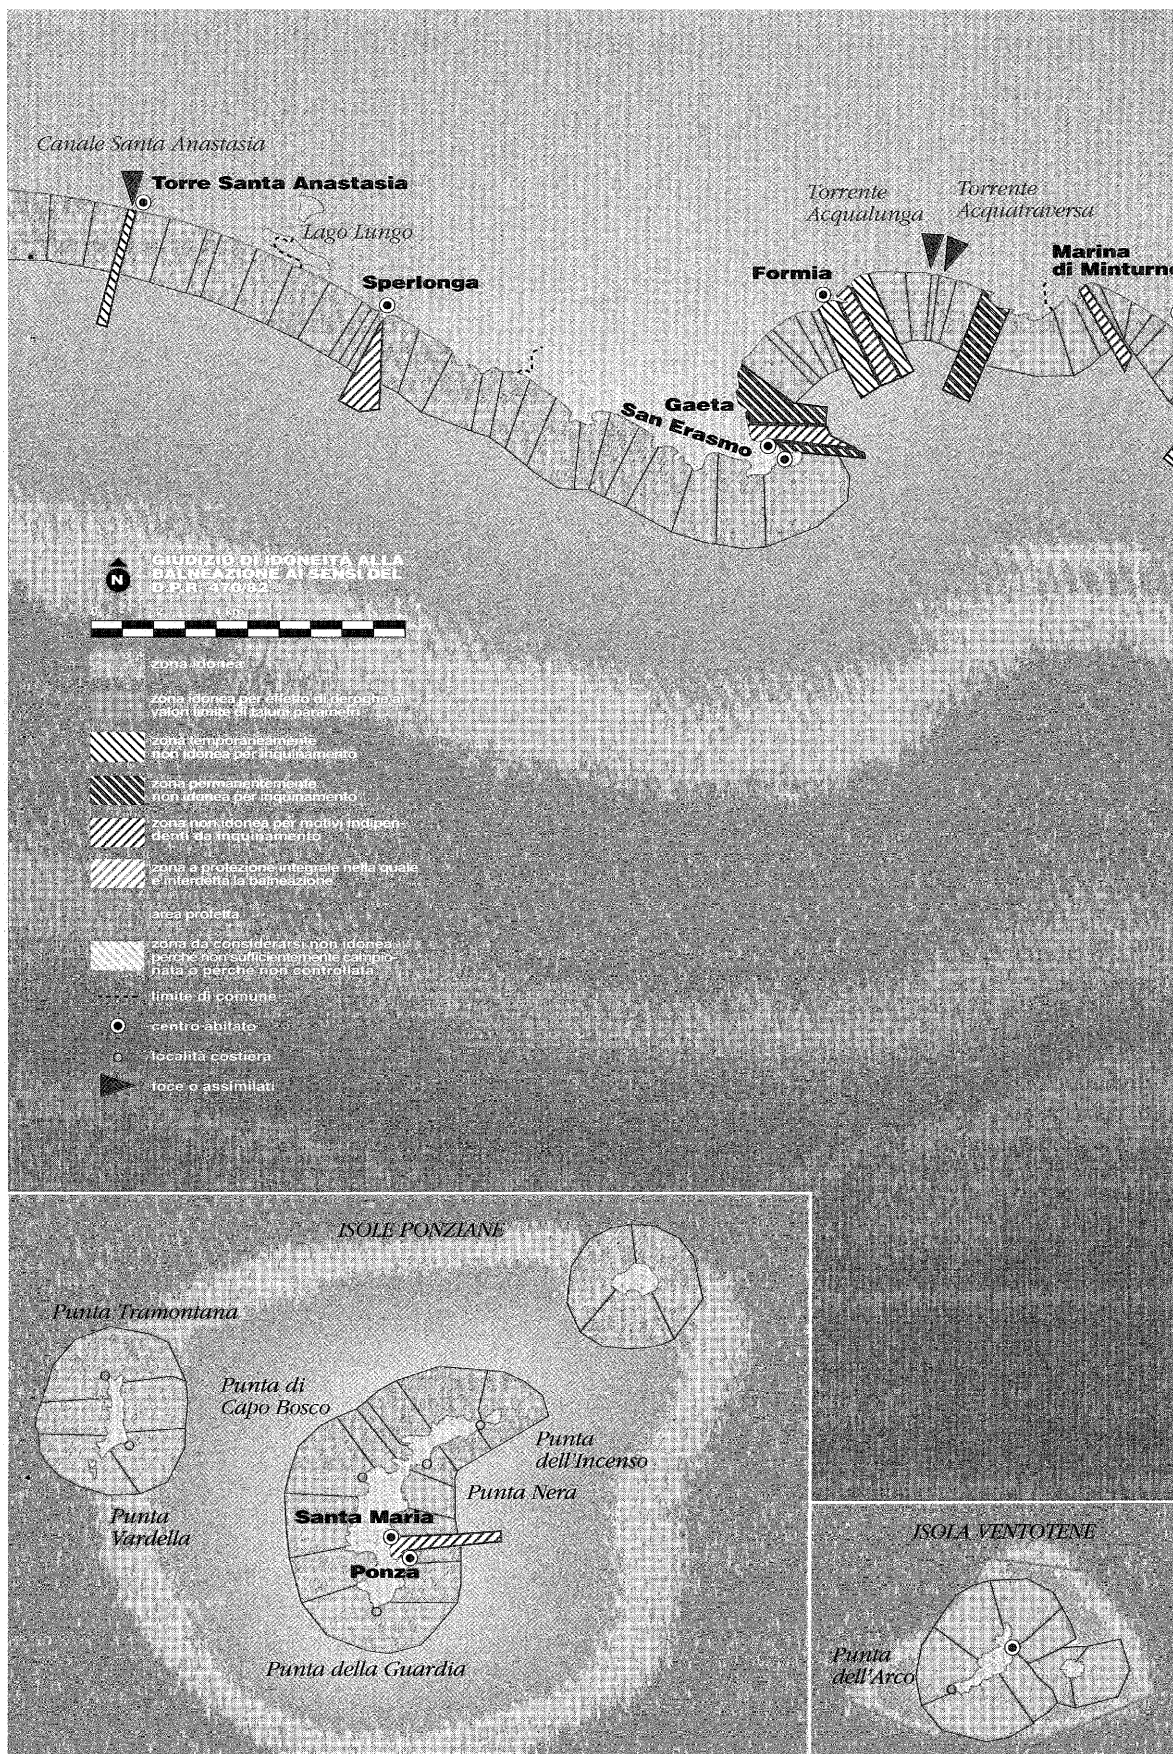 Canale Santa Anastasia
Torre Santa Anastasia
Lago Lungo
Sperlonga
Torrente
Acqualunga
Torrente
Acquatraversa
Marina
di Minturno
Formia
Gaeta
San Erasmo
N
GIUDIZIO DI IDONEITÀ ALLA
BALNEAZIONE AI SENSI DEL
D.P.R. 470/82
0
km
zona idonea
zona idonea per effetto di deroghe ai
valori limite di taluni parametri
zona temporaneamente
non idonea per inquinamento
zona permanentemente
non idonea per inquinamento
zona non idonea per motivi indipen-
denti da inquinamento
zona a protezione integrale nella quale
e' interdetta la balneazione
area protetta
zona da considerarsi non idonea
perché non sufficientemente campio-
nata o perché non controllata
limite di comune
centro abitato
località costiera
foce o assimilati
ISOLE PONZIANE
Punta Tramontana
Punta di
Capo Bosco
Punta
dell'Incenso
Punta Nera
Punta
Vardella
Santa Maria
Ponza
Punta della Guardia
ISOLA VENTOTENE
Punta
dell'Arco